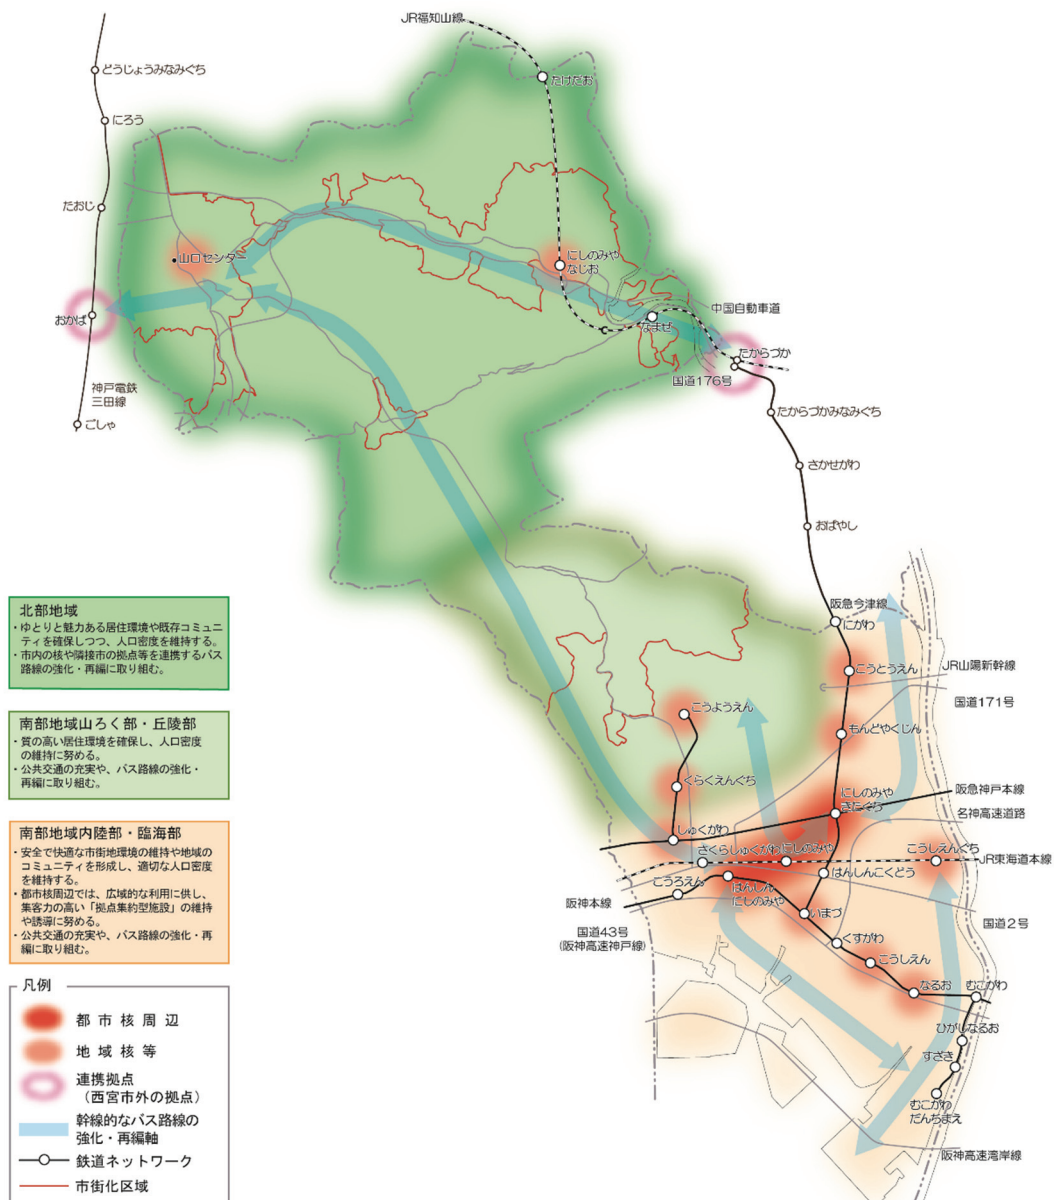 JR福知山線
どうじょうみなみぐち
たけだお
にろう
たおじ
山口センター
にしのみや
なじお
おかば
中国自動車道
なまぜ
たからづか
国道176号
神戸電鉄
三田線
ごしゃ
たからづかみなみぐち
さかせがわ
おばやし
阪急今津線
にがわ
北部地域
・ゆとりと魅力ある居住環境や既存コミュニ
ティを確保しつつ、人口密度を維持する。
・市内の核や隣接市の拠点等を連携するバス
路線の強化・再編に取り組む。
こうとうえん
JR山陽新幹線
国道171号
こうようえん
もんどやくじん
南部地域山ろく部・丘陵部
・質の高い居住環境を確保し、人口密度
の維持に努める。
・公共交通の充実や、バス路線の強化・
再編に取り組む。
くらくえんぐち
にしのみや
きたぐち
阪急神戸本線
名神高速道路
しゅくがわ
さくらしゅくがわ
にしのみや
こうしえんぐち
JR東海道本線
こうろえん
はんしん
にしのみや
はんしんこくどう
阪神本線
いまづ
国道2号
国道43号
(阪神高速神戸線)
くすがわ
こうしえん
なるお
むこがわ
南部地域内陸部・臨海部
・安全で快適な市街地環境の維持や地域の
コミュニティを形成し、適切な人口密度
を維持する。
・都市核周辺では、広域的な利用に供し、
集客力の高い「拠点集約型施設」の維持
や誘導に努める。
・公共交通の充実や、バス路線の強化・再
編に取り組む。
ひがしなるお
すざき
むこがわ
だんちまえ
阪神高速湾岸線
凡例
都市核周辺
地域核等
連携拠点
（西宮市外の拠点）
幹線的なバス路線の
強化・再編軸
鉄道ネットワーク
市街化区域